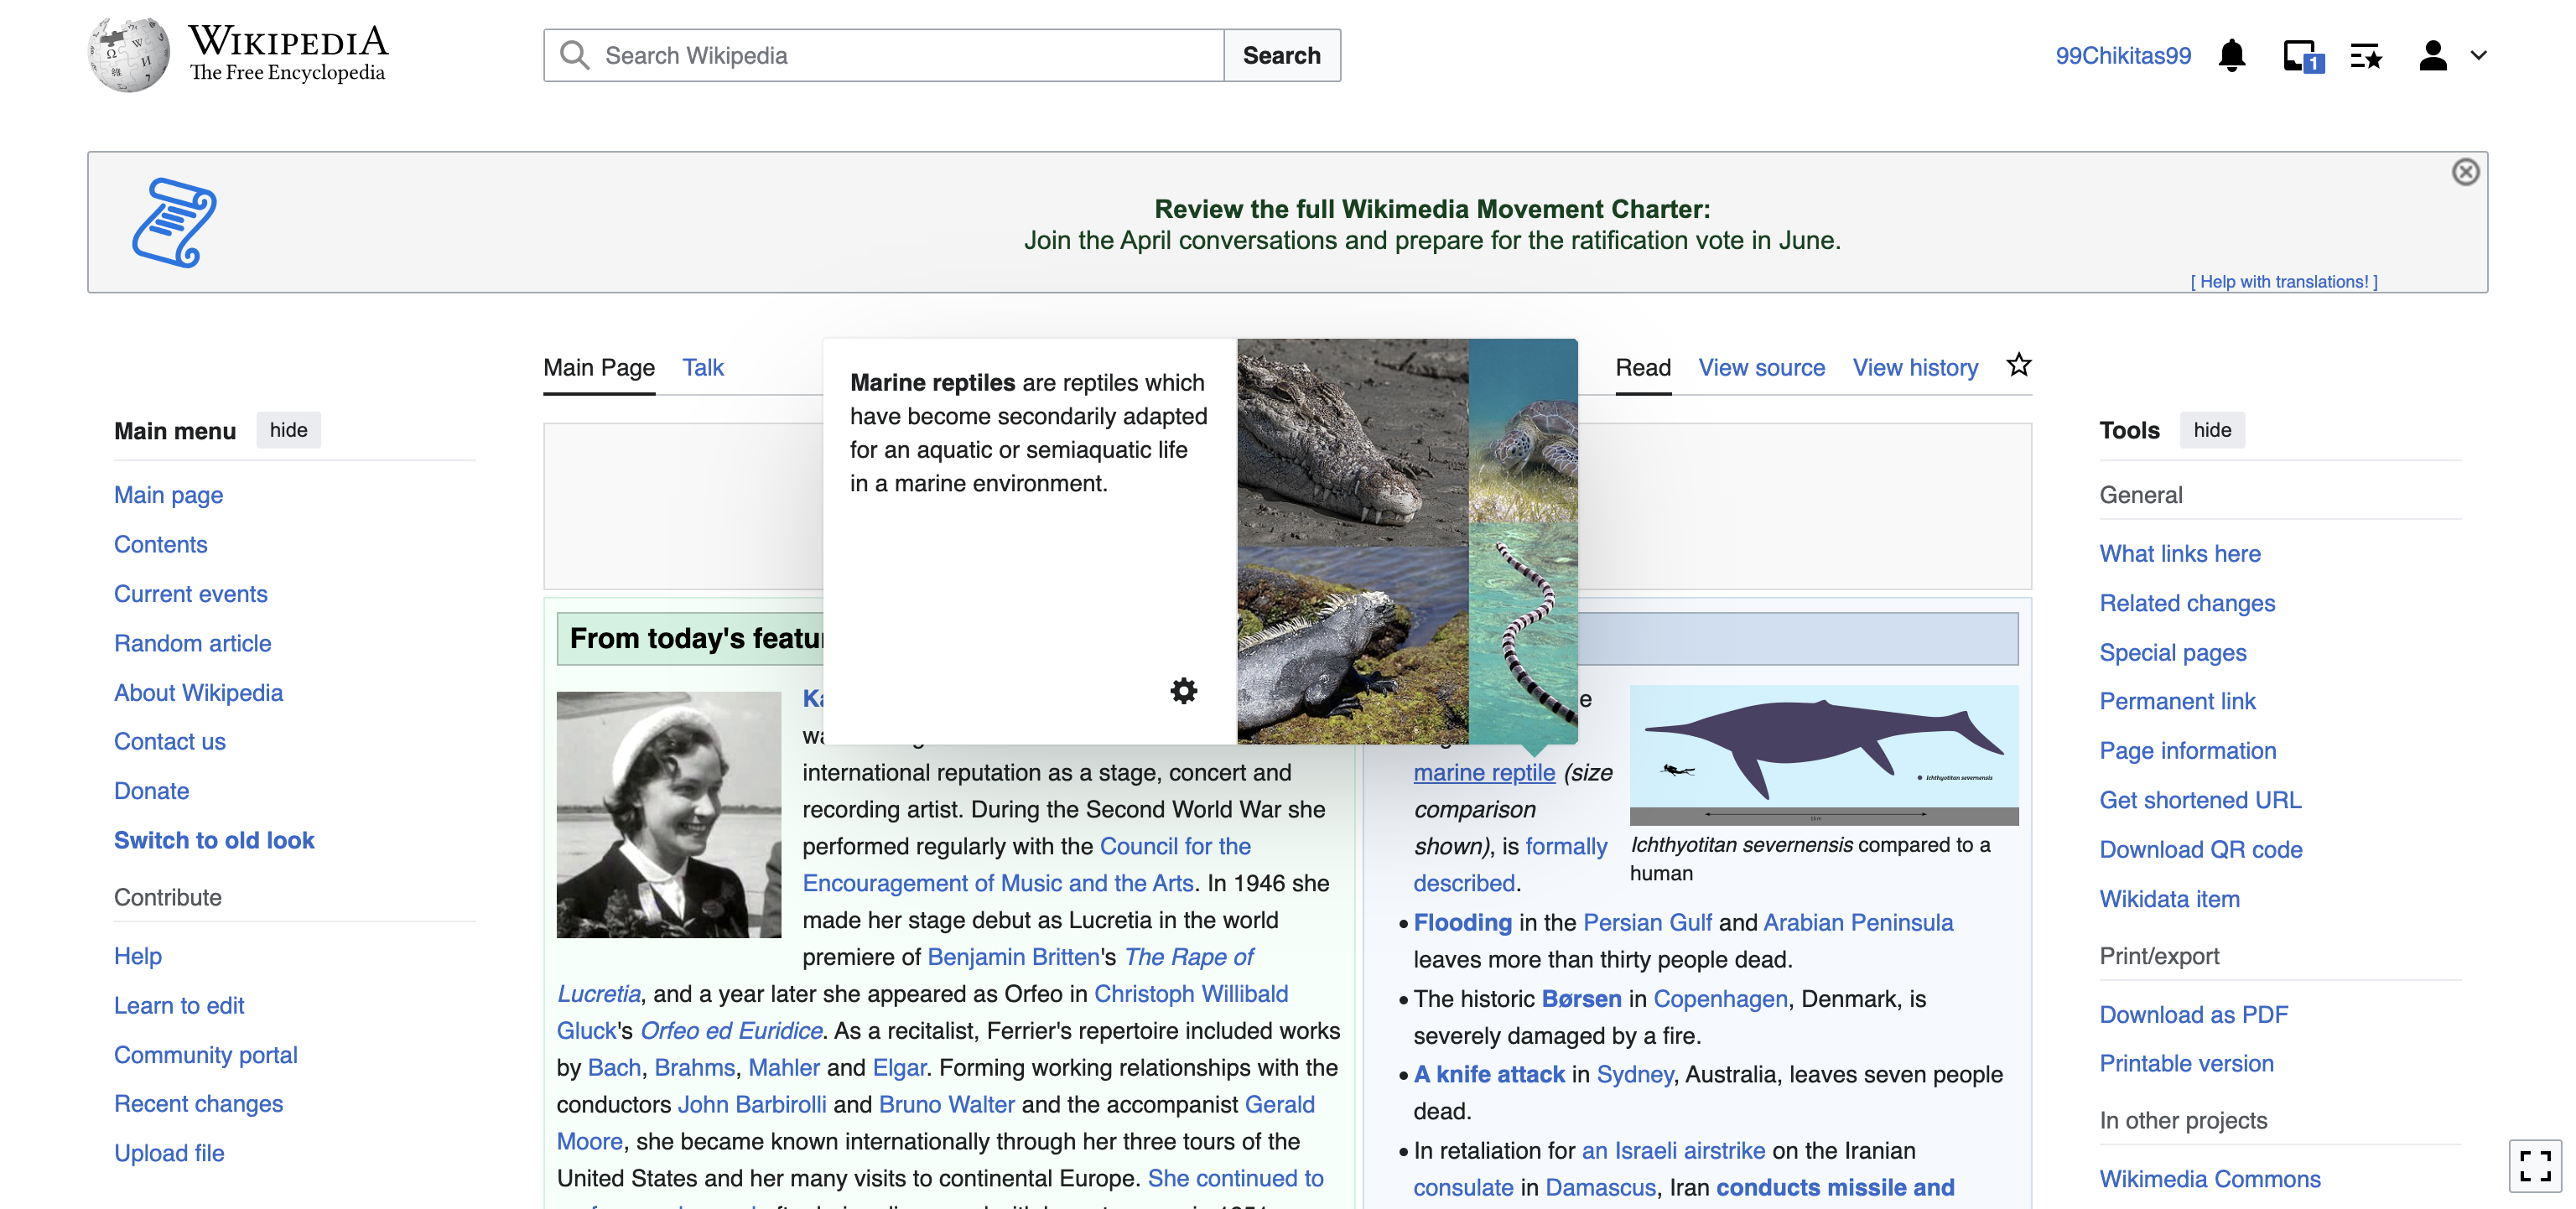 WIKIPEDIA
The Free Encyclopedia
Search Wikipedia
Search
99Chikitas99
1
Review the full Wikimedia Movement Charter:
Join the April conversations and prepare for the ratification vote in June.
[ Help with translations! ]
Main menu
hide
Main page
Contents
Current events
Random article
About Wikipedia
Contact us
Donate
Switch to old look
Contribute
Help
Learn to edit
Community portal
Recent changes
Upload file
Main Page
Talk
Read
View source
View history
Marine reptiles are reptiles which
have become secondarily adapted
for an aquatic or semiaquatic life
in a marine environment.
From today's
international reputation as a stage, concert and
recording artist. During the Second World War she
performed regularly with the Council for the
Encouragement of Music and the Arts. In 1946 she
made her stage debut as Lucretia in the world
premiere of Benjamin Britten's The Rape of
Lucretia, and a year later she appeared as Orfeo in Christoph Willibald
Gluck's Orfeo ed Euridice. As a recitalist, Ferrier's repertoire included works
by Bach, Brahms, Mahler and Elgar. Forming working relationships with the
conductors John Barbirolli and Bruno Walter and the accompanist Gerald
Moore, she became known internationally through her three tours of the
United States and her many visits to continental Europe. She continued to
marine reptile (size
comparison
shown), is formally
described.
Ichthyotitan severnensis
Ichthyotitan severnensis compared to a
human
• Flooding in the Persian Gulf and Arabian Peninsula
leaves more than thirty people dead.
• The historic Børsen in Copenhagen, Denmark, is
severely damaged by a fire.
• A knife attack in Sydney, Australia, leaves seven people
dead.
• In retaliation for an Israeli airstrike on the Iranian
consulate in Damascus, Iran conducts missile and
Tools
hide
General
What links here
Related changes
Special pages
Permanent link
Page information
Get shortened URL
Download QR code
Wikidata item
Print/export
Download as PDF
Printable version
In other projects
Wikimedia Commons